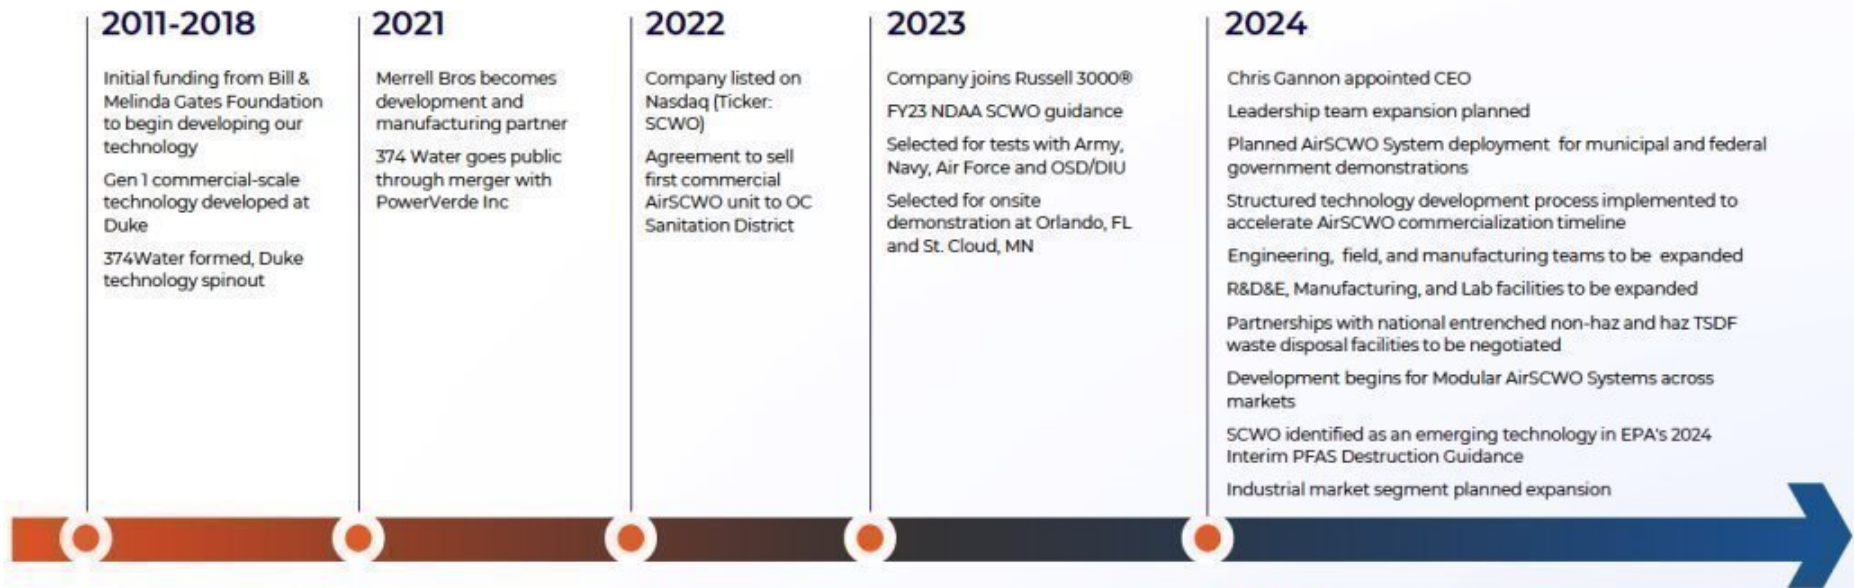 2011-2018
Initial funding from Bill &
Melinda Gates Foundation
to begin developing our
technology
Gen 1 commercial-scale
technology developed at
Duke
374Water formed, Duke
technology spinout
2021
Merrell Bros becomes
development and
manufacturing partner
374 Water goes public
through merger with
PowerVerde Inc
2022
Company listed on
Nasdaq (Ticker:
SCWO)
Agreement to sell
first commercial
AirSCWO unit to OC
Sanitation District
2023
Company joins Russell 3000®
FY23 NDAA SCWO guidance
Selected for tests with Army,
Navy, Air Force and OSD/DIU
Selected for onsite
demonstration at Orlando, FL
and St. Cloud, MN
2024
Chris Gannon appointed CEO
Leadership team expansion planned
Planned AirSCWO System deployment for municipal and federal
government demonstrations
Structured technology development process implemented to
accelerate AirSCWO commercialization timeline
Engineering, field, and manufacturing teams to be expanded
R&D&E, Manufacturing, and Lab facilities to be expanded
Partnerships with national entrenched non-haz and haz TSDF
waste disposal facilities to be negotiated
Development begins for Modular AirSCWO Systems across
markets
SCWO identified as an emerging technology in EPA's 2024
Interim PFAS Destruction Guidance
Industrial market segment planned expansion